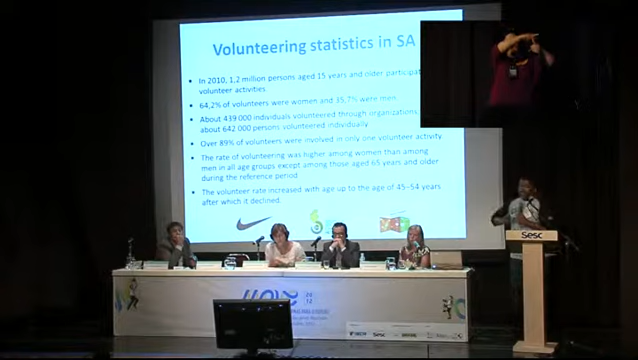 Volunteering statistics in SA
• In 2010, 1,2 million persons aged 15 years and older participat
volunteer activities
• 64,2% of volunteers were women and 35,7% were men
• About 439 000 individuals volunteered through organizations
about 642 000 persons volunteered individually
• Over 89% of volunteers were involved in only one volunteer activity
• The rate of volunteering was higher among women than among
men in all age groups except among those aged 65 years and older
during the reference period
• The volunteer rate increased with age up to the age of 45–54 years
after which it declined.
Sesc
Sesc